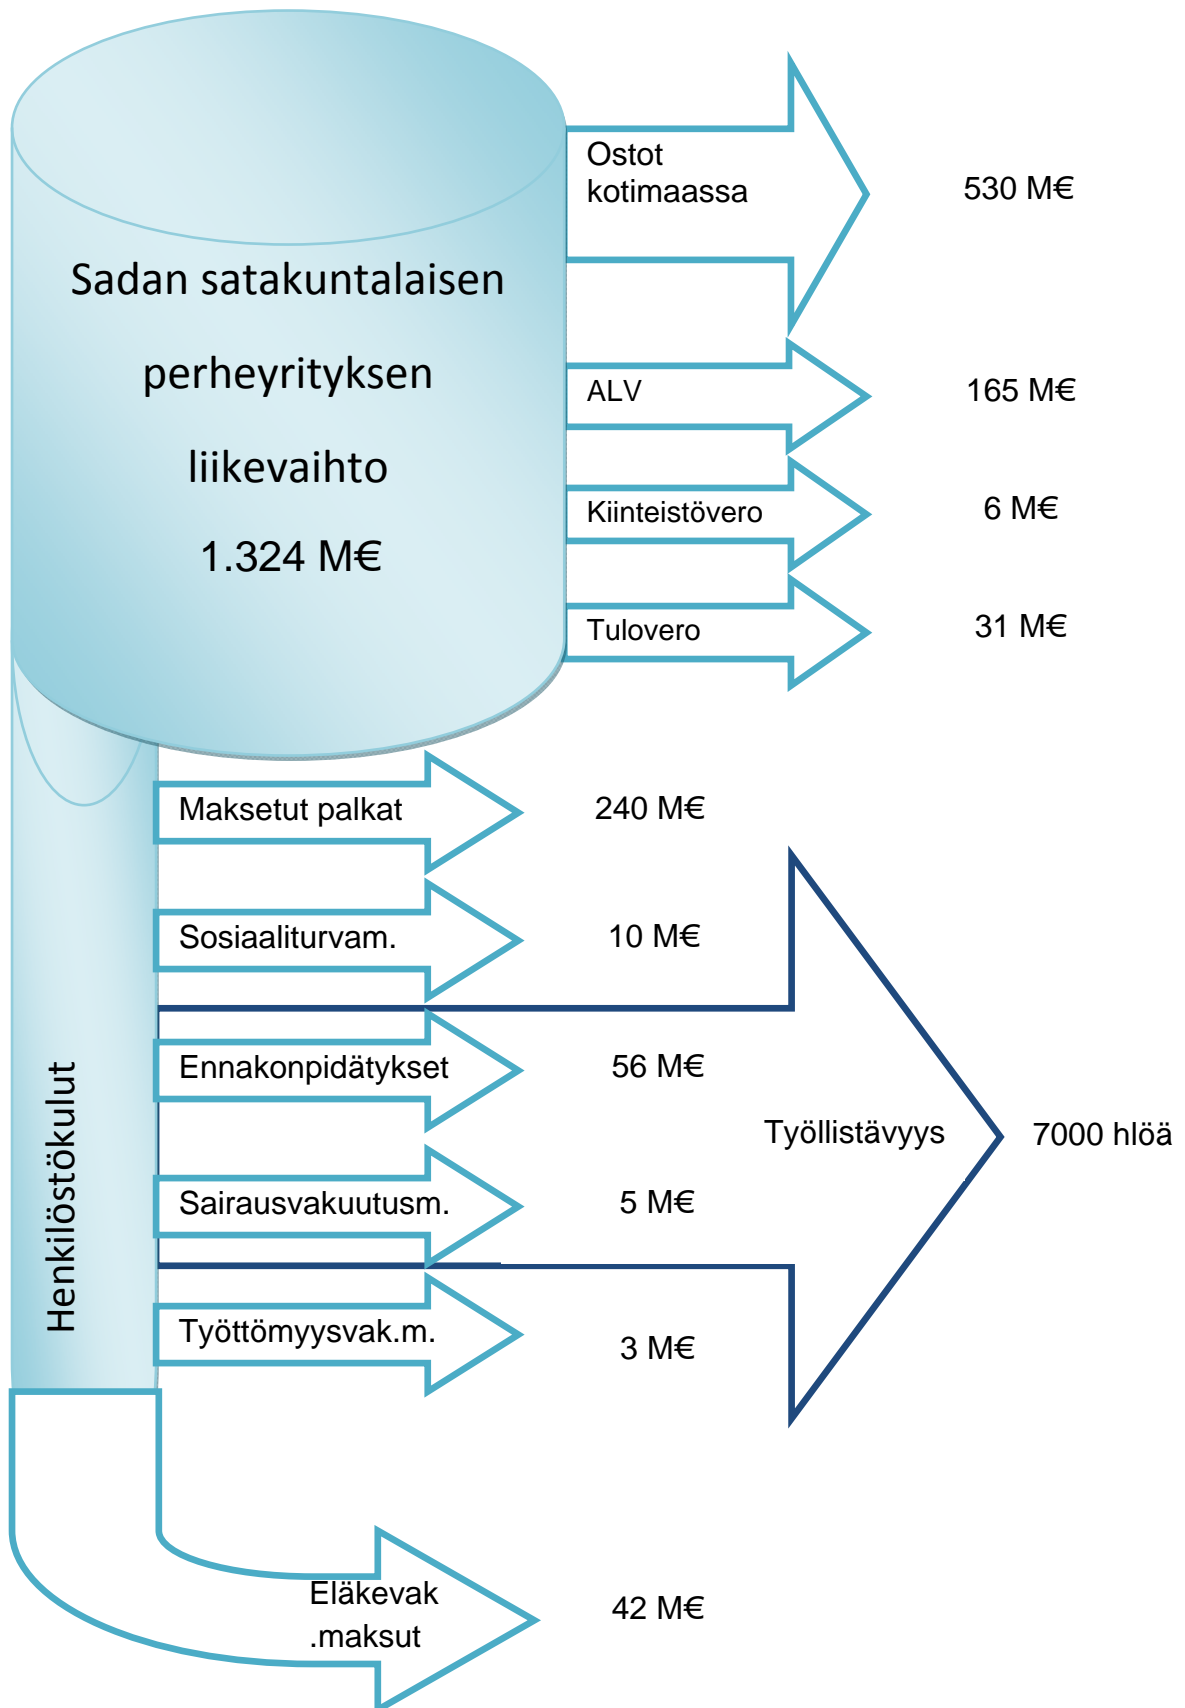 Ostot
kotimaassa
530 M€
Sadan satakuntalaisen
perheyrityksen
liikevaihto
1.324 M€
ALV
165 M€
Kiinteistövero
6 M€
Tulovero
31 M€
Maksetut palkat
240 M€
Sosiaaliturvam.
10 M€
Henkilöstökulut
Ennakonpidätykset
56 M€
Työllistävyys
7000 hlöä
Sairausvakuutusm.
5 M€
Työttömyysvak.m.
3 M€
Eläkevak
.maksut
42 M€